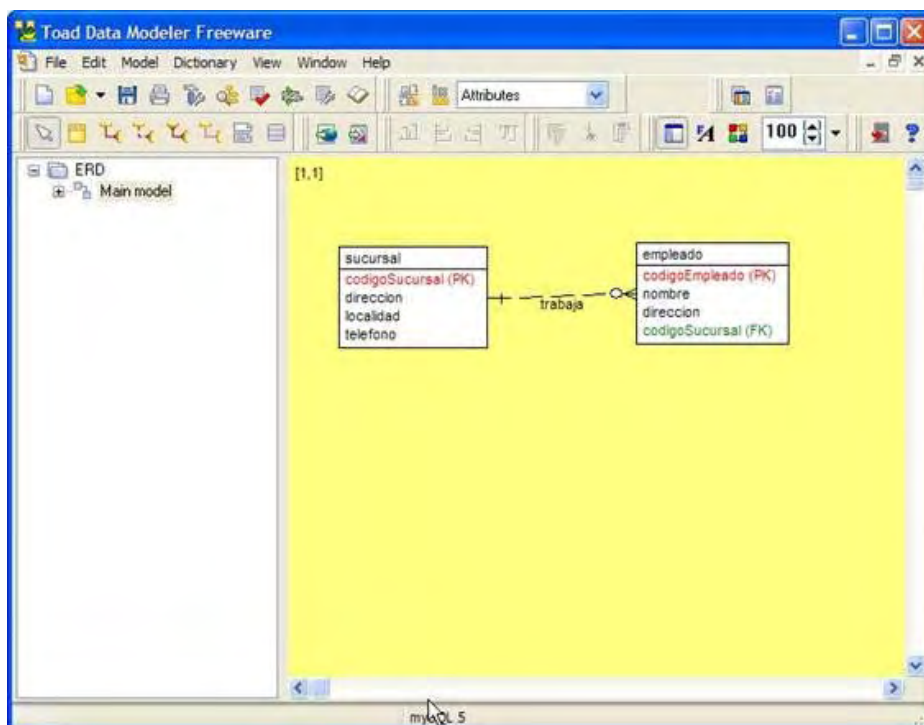 Toad Data Modeler Freeware
File Edit Model Dictionary View Window Help
Attributes
100
ERD
Main model
[1,1]
sucursal
codigoSucursal (PK)
direccion
localidad
telefono
trabaja
empleado
codigoEmpleado (PK)
nombre
direccion
codigoSucursal (FK)
5